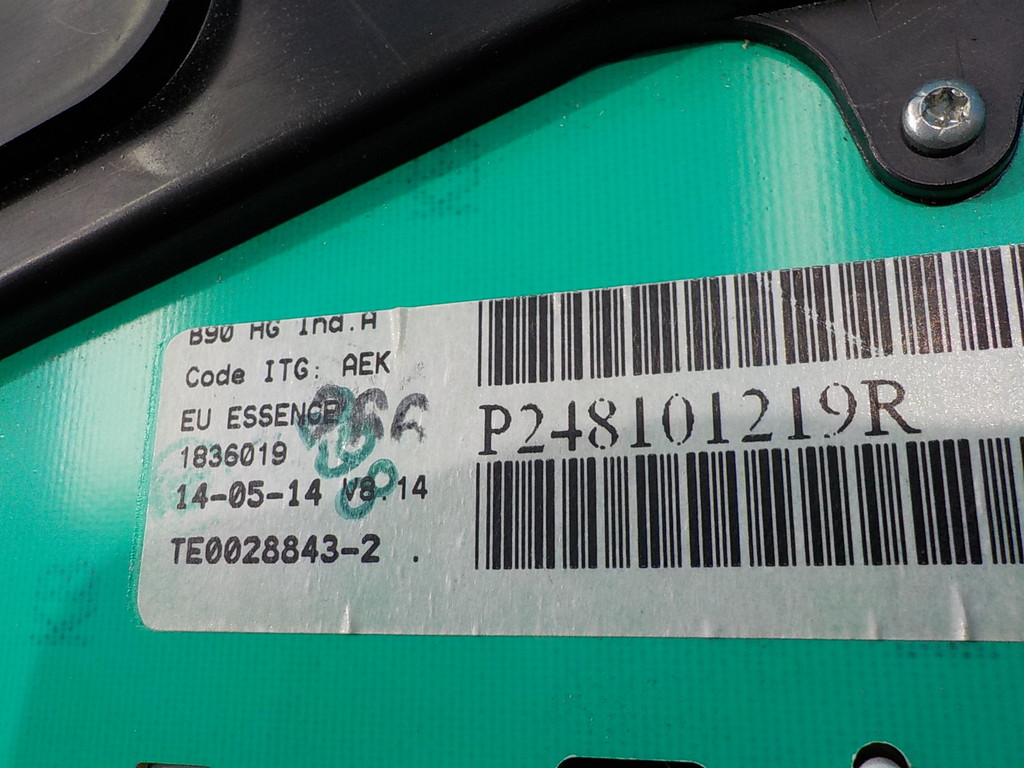 B90 HG Ind.A
Code ITG: AEK
EU ESSENCE
1836019
14-05-14 V8.14
TE0028843-2 .
P248101219R